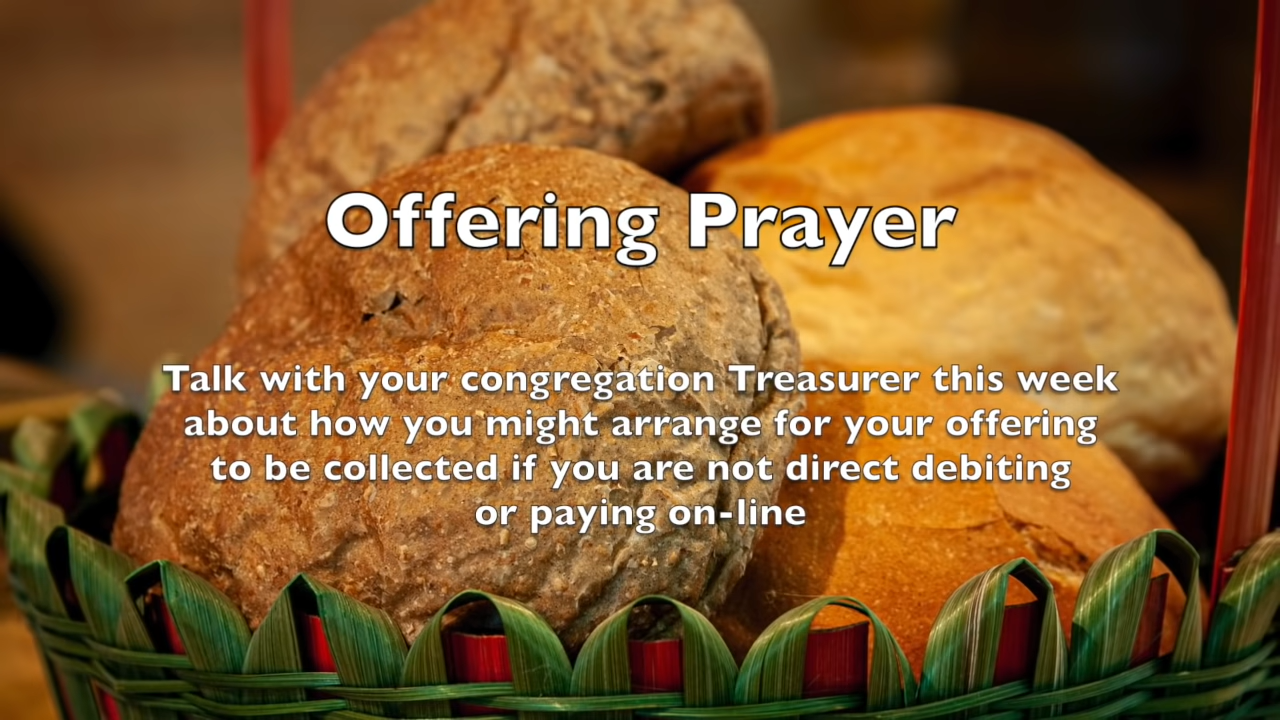 Offering Prayer
Talk with your congregation Treasurer this week
about how you might arrange for your offering
to be collected if you are not direct debiting
or paying on-line